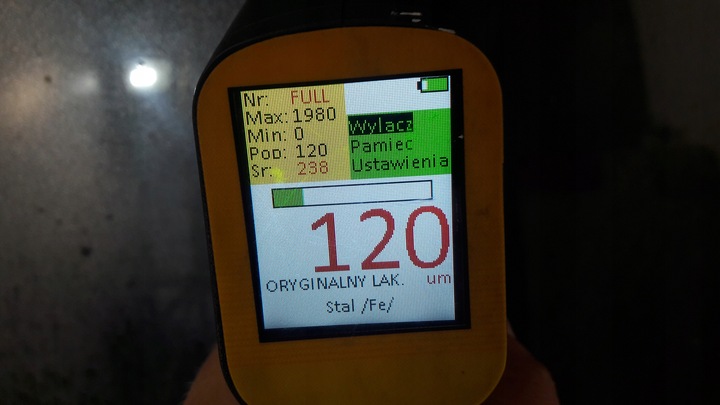 Nr: FULL
Max: 1980
Min: 0
Pop: 120
Sr: 238
Wylacz
Pamiec
Ustawienia
120
ORYGINALNY LAK. um
Stal /Fe/